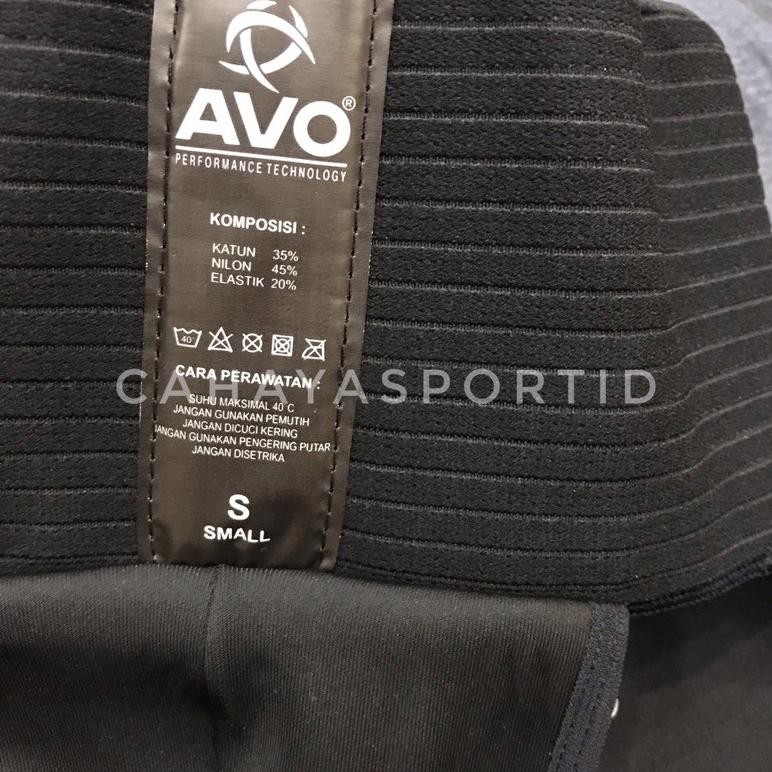 AVO®
PERFORMANCE TECHNOLOGY
KOMPOSISI :
KATUN 35%
NILON 45%
ELASTIK 20%
40°
CARA PERAWATAN :
CAHAYASPORTID
SUHU MAKSIMAL 40 C
JANGAN GUNAKAN PEMUTIH
JANGAN DICUCI KERING
JANGAN GUNAKAN PENGERING PUTAR
JANGAN DISETRIKA
S
SMALL